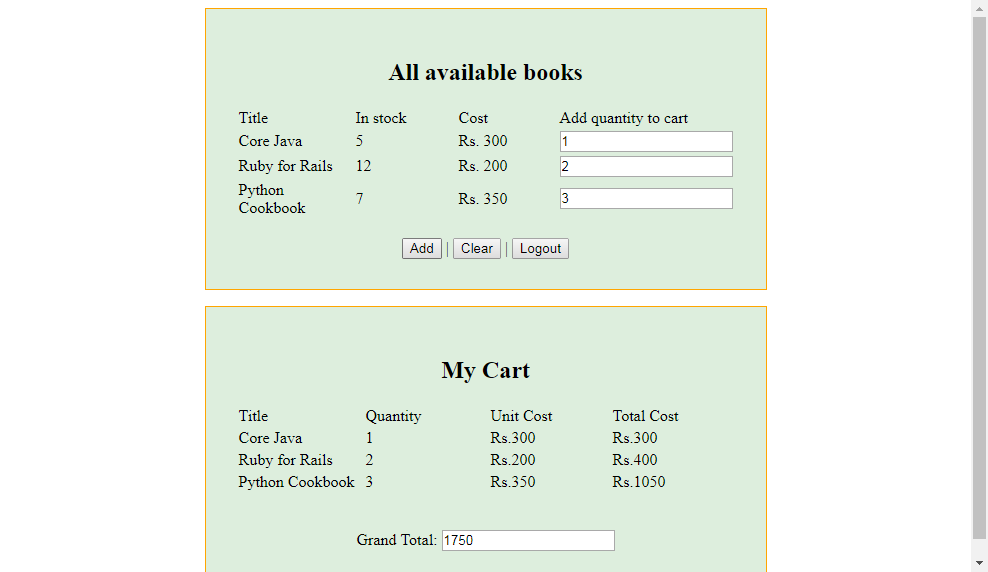 All available books
Title In stock Cost Add quantity to cart
Core Java 5 Rs. 300 1
Ruby for Rails 12 Rs. 200 2
Python Cookbook 7 Rs. 350 3
Add | Clear | Logout
My Cart
Title Quantity Unit Cost Total Cost
Core Java 1 Rs.300 Rs.300
Ruby for Rails 2 Rs.200 Rs.400
Python Cookbook 3 Rs.350 Rs.1050
Grand Total: 1750